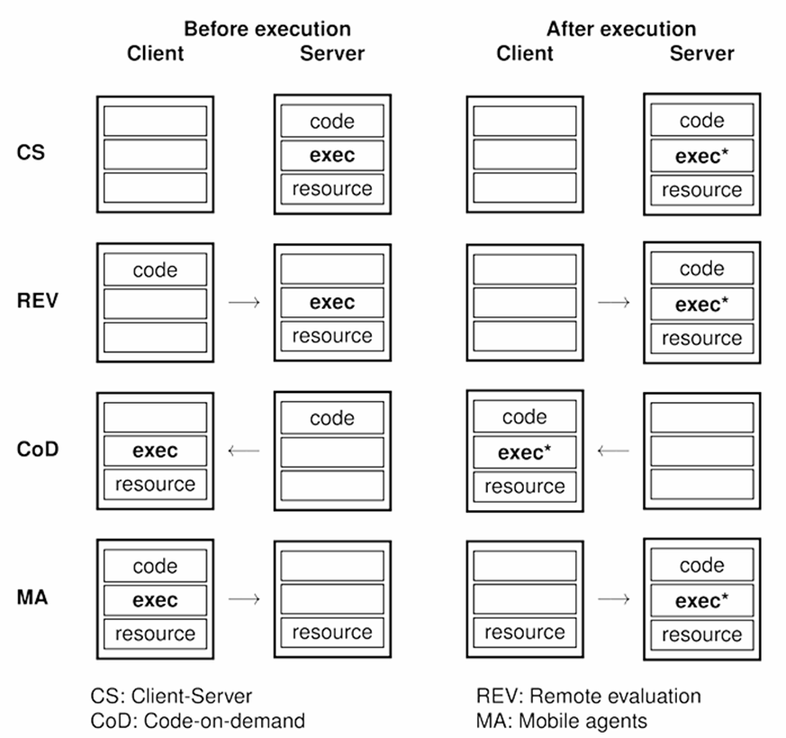 Before execution After execution
Client Server Client Server
CS
code code
exec exec*
resource resource
REV
code code
exec exec*
resource resource
CoD
code code
exec exec*
resource resource
MA
code code
exec exec*
resource resource resource resource
CS: Client-Server REV: Remote evaluation
CoD: Code-on-demand MA: Mobile agents